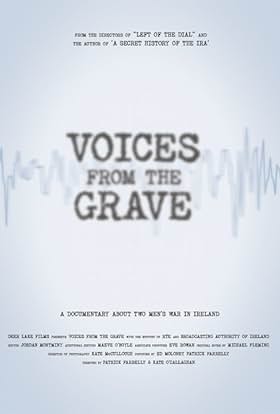 FROM THE DIRECTORS OF "LEFT OF THE DIAL" AND
THE AUTHOR OF 'A SECRET HISTORY OF THE IRA'
VOICES
FROM THE
GRAVE
A DOCUMENTARY ABOUT TWO MEN'S WAR IN IRELAND
DEER LAKE FILMS PRESENTS VOICES FROM THE GRAVE WITH THE SUPPORT OF RTE AND BROADCASTING AUTHORITY OF IRELAND
EDITOR JORDAN MONTMINY ADDITIONAL EDITOR MAEVE O'BOYLE ASSOCIATE PRODUCER EVE ROWAN ORIGINAL SCORE BY MICHAEL FLEMING
DIRECTOR OF PHOTOGRAPHY KATE McCULLOUGH PRODUCED BY ED MOLONEY PATRICK FARRELLY
DIRECTED BY PATRICK FARRELLY & KATE O'CALLAGHAN